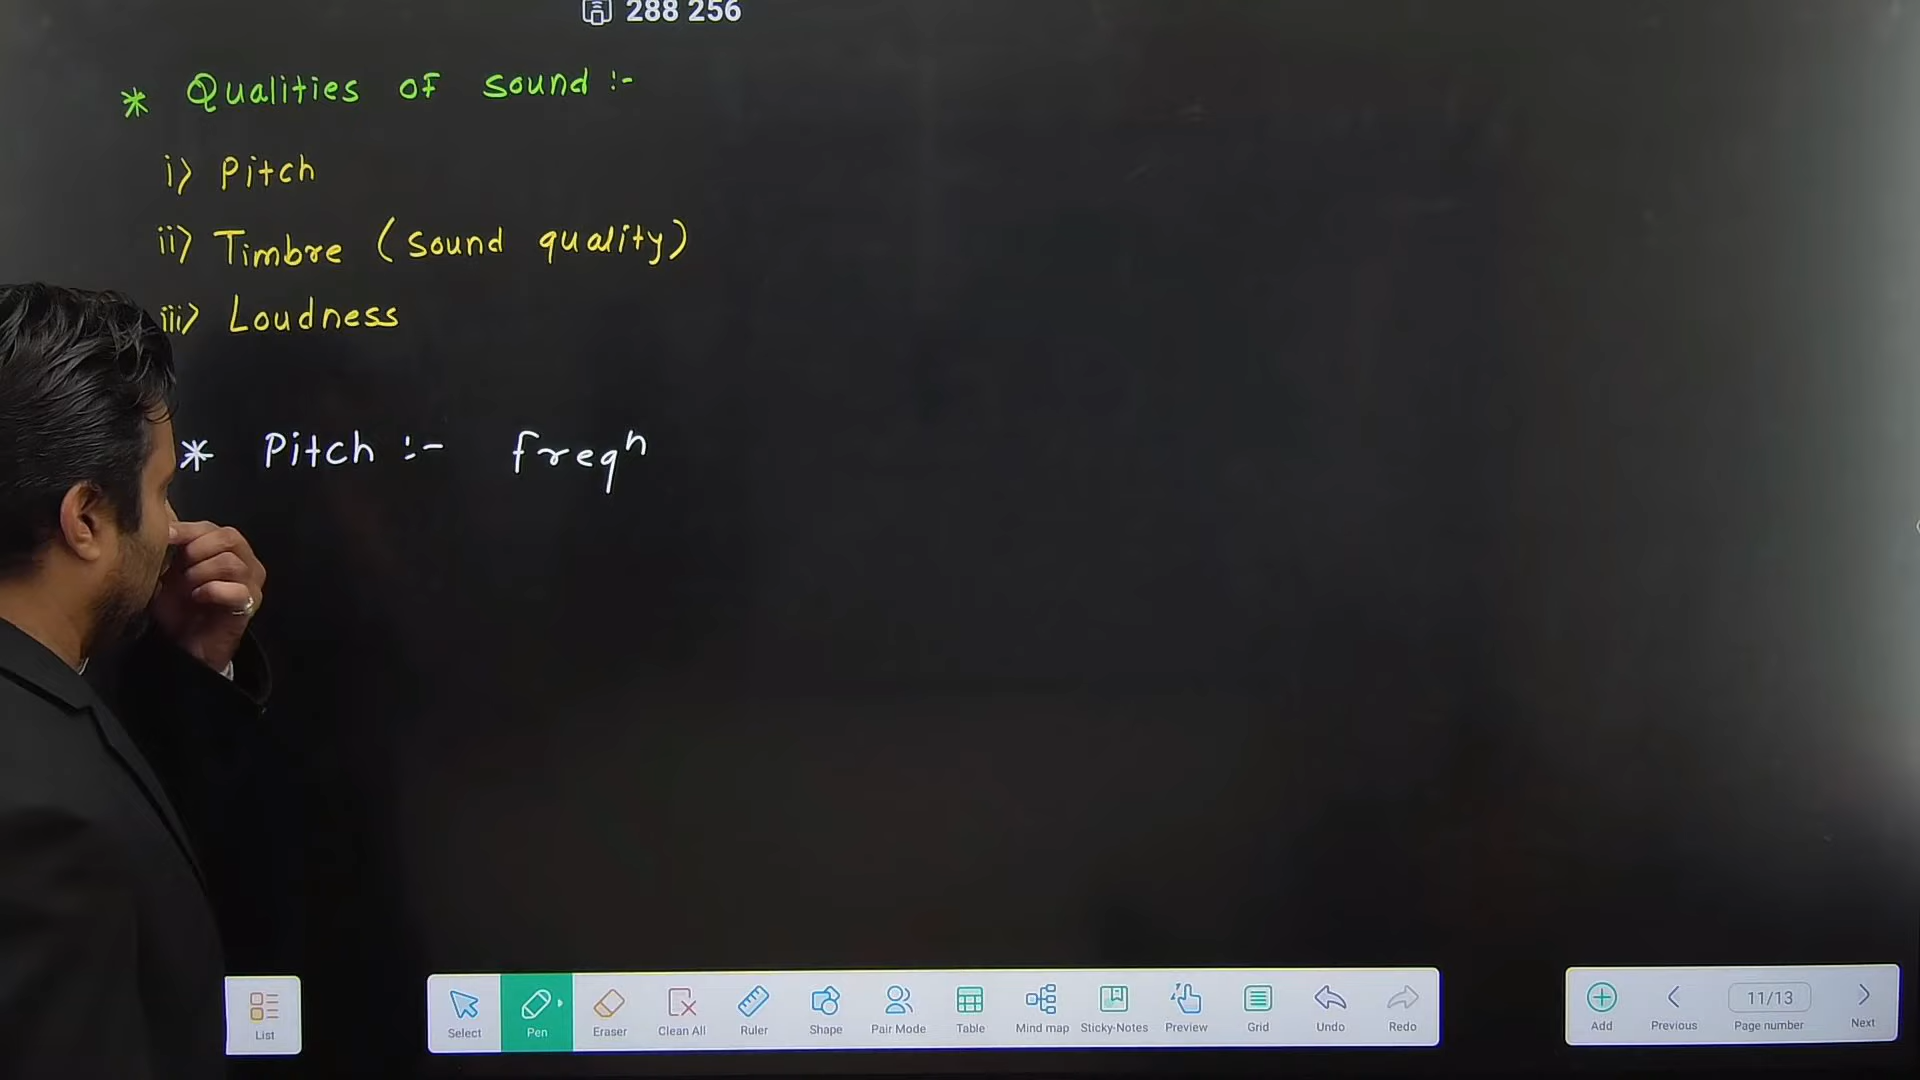 288 256
* Qualities of sound :-
i) Pitch
ii) Timbre (sound quality)
iii) Loudness
* Pitch :- freqⁿ
List
Select Pen Eraser Clean All Ruler Shape Pair Mode Table Mind map Sticky-Notes Preview Grid Undo Redo
Add Previous 11/13 Page number Next